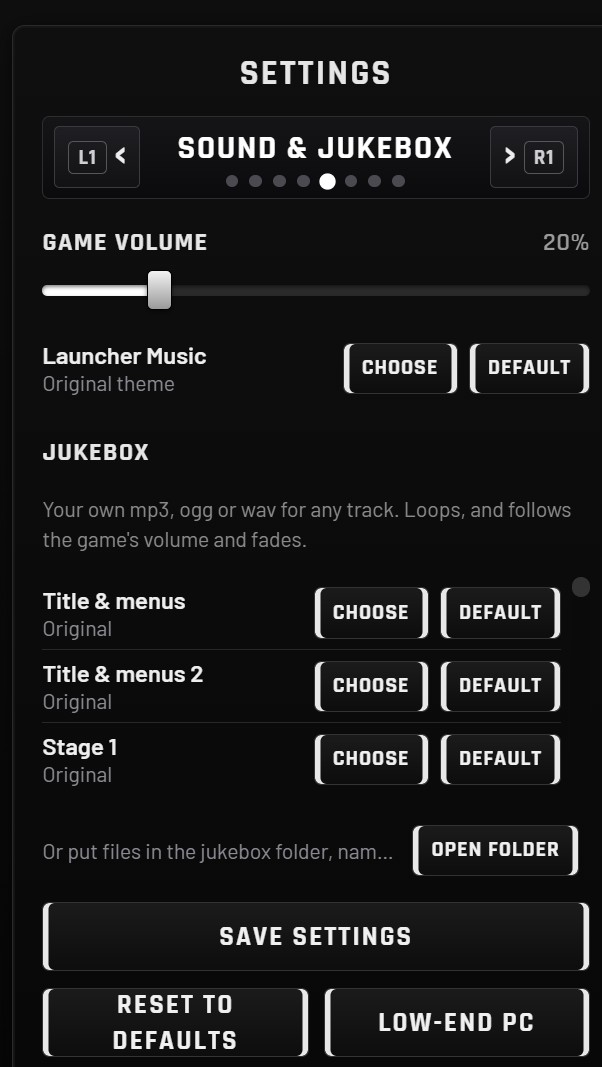 SETTINGS
L1 < SOUND & JUKEBOX > R1
GAME VOLUME 20%
Launcher Music
Original theme
CHOOSE DEFAULT
JUKEBOX
Your own mp3, ogg or wav for any track. Loops, and follows
the game's volume and fades.
Title & menus
Original
CHOOSE DEFAULT
Title & menus 2
Original
CHOOSE DEFAULT
Stage 1
Original
CHOOSE DEFAULT
Or put files in the jukebox folder, nam... OPEN FOLDER
SAVE SETTINGS
RESET TO
DEFAULTS
LOW-END PC